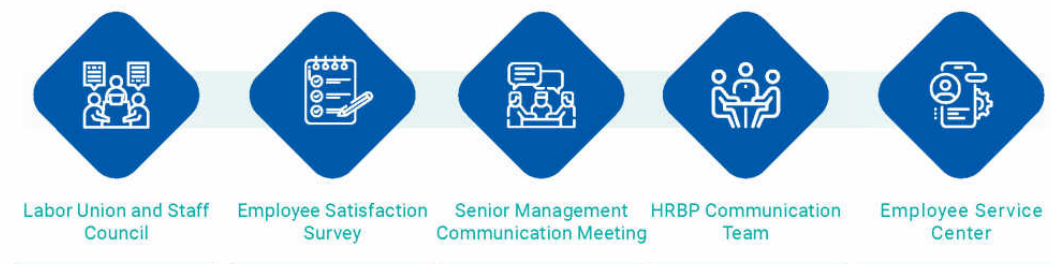 Labor Union and Staff
Council
Employee Satisfaction
Survey
Senior Management
Communication Meeting
HRBP Communication
Team
Employee Service
Center